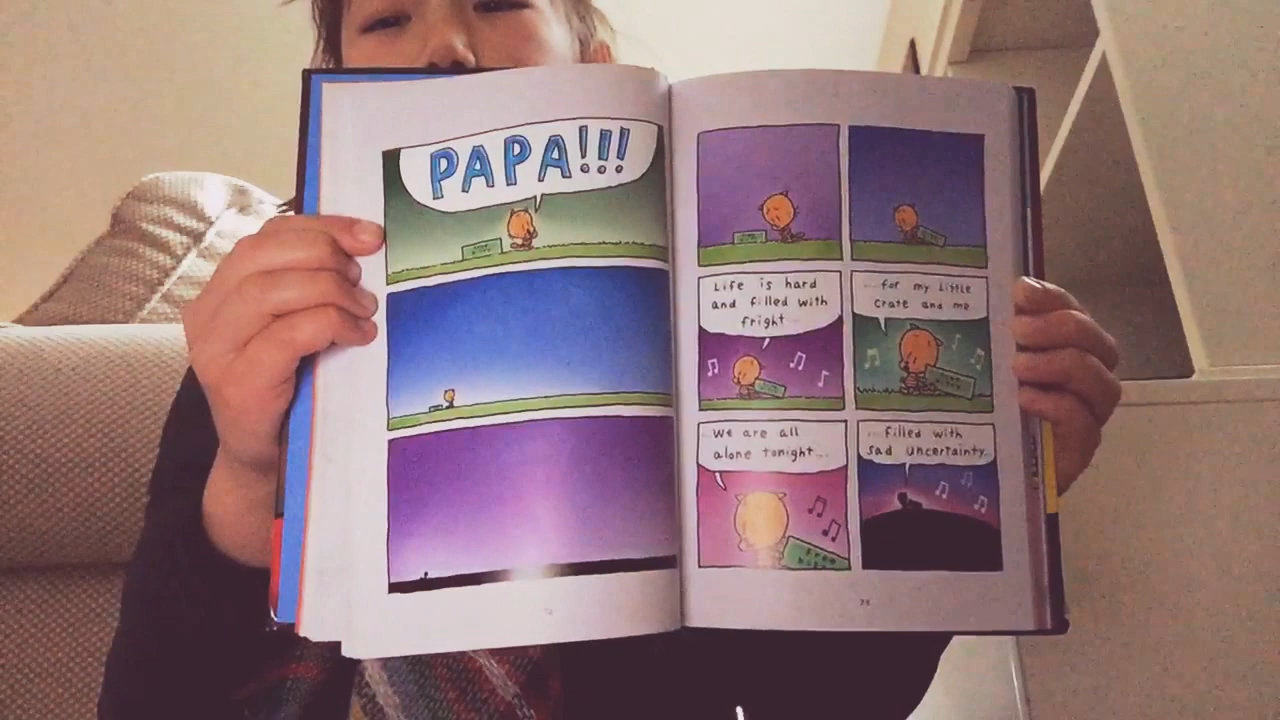 PAPA!!!
Life is hard
and filled with
fright...
...for my little
crate and me
...We are all
alone tonight...
...filled with
sad uncertainty.
Free